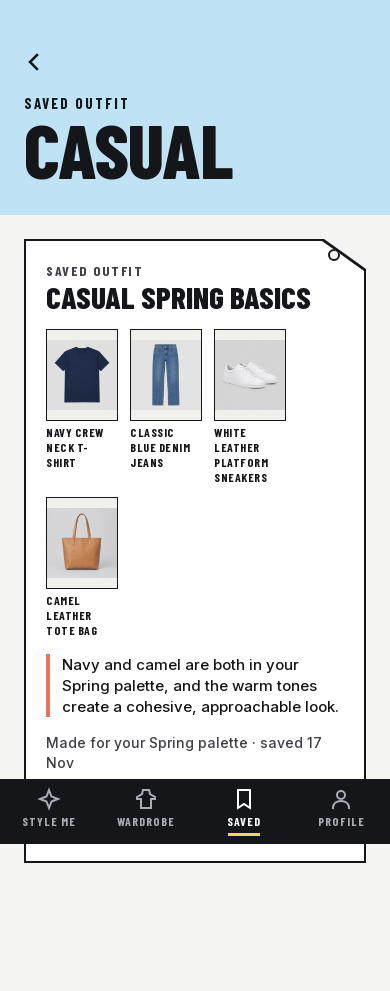 SAVED OUTFIT
CASUAL
SAVED OUTFIT
CASUAL SPRING BASICS
NAVY CREW
NECK T-
SHIRT
CLASSIC
BLUE DENIM
JEANS
WHITE
LEATHER
PLATFORM
SNEAKERS
CAMEL
LEATHER
TOTE BAG
Navy and camel are both in your
Spring palette, and the warm tones
create a cohesive, approachable look.
Made for your Spring palette · saved 17
Nov
STYLE ME
WARDROBE
SAVED
PROFILE